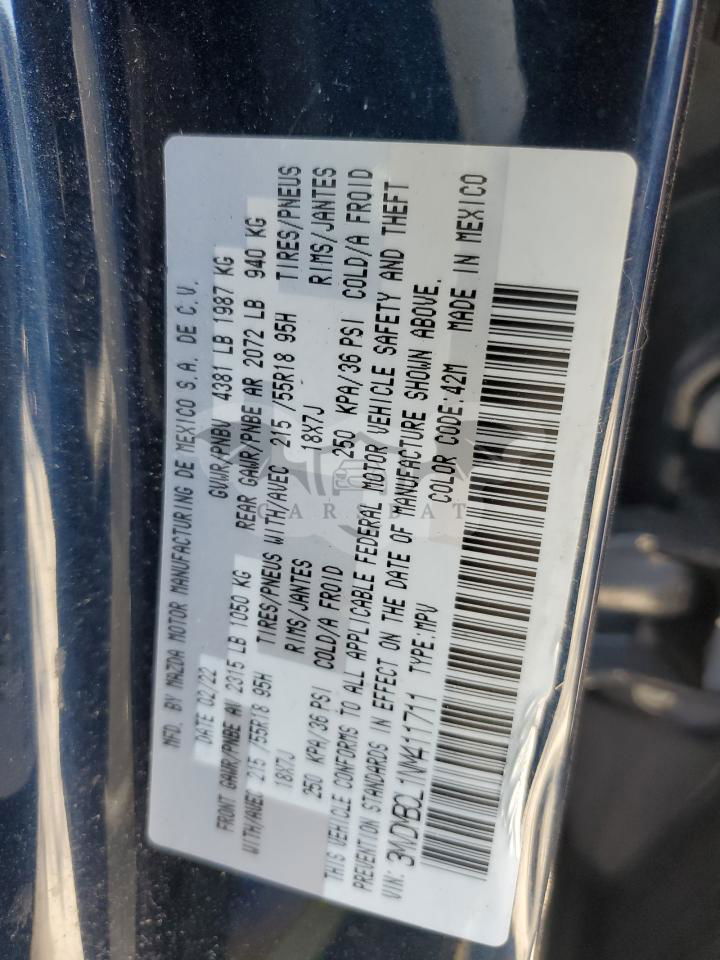 MFD. BY MAZDA MOTOR MANUFACTURING DE MEXICO S.A. DE C.V.
DATE 02/22 GVWR/PNBV 4381 LB 1987 KG
FRONT GAWR/PNBE AV 2315 LB 1050 KG REAR GAWR/PNBE AR 2072 LB 940 KG
WITH/AVEC 215 /55R18 95H TIRES/PNEUS WITH/AVEC 215 /55R18 95H TIRES/PNEUS
18X7J RIMS/JANTES 18X7J RIMS/JANTES
250 KPA/36 PSI COLD/A FROID 250 KPA/36 PSI COLD/A FROID
THIS VEHICLE CONFORMS TO ALL APPLICABLE FEDERAL MOTOR VEHICLE SAFETY AND THEFT
PREVENTION STANDARDS IN EFFECT ON THE DATE OF MANUFACTURE SHOWN ABOVE.
VIN: 3MVDMBCL1NM411711 TYPE:MPV COLOR CODE:42M MADE IN MEXICO
CARSBAT